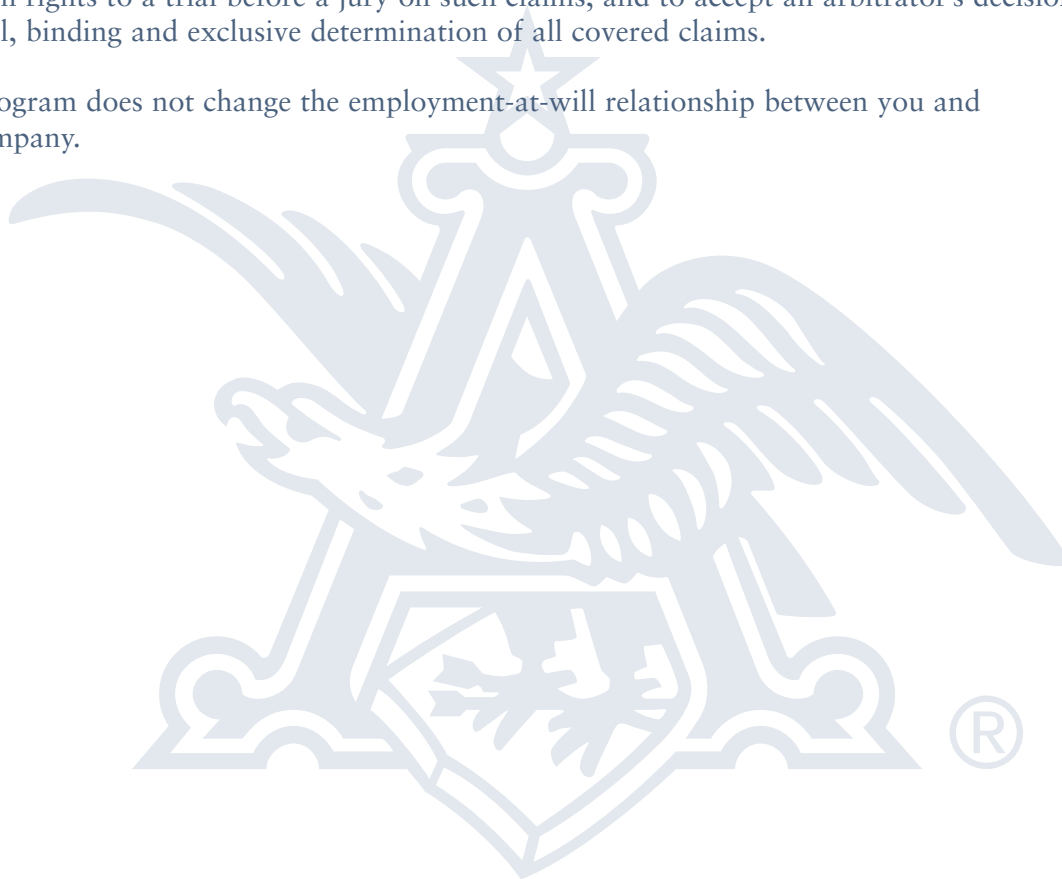 rights to a trial before a jury on such claims, and to accept an arbitrator's decision
binding and exclusive determination of all covered claims.
ogram does not change the employment-at-will relationship between you and
mpany.
®